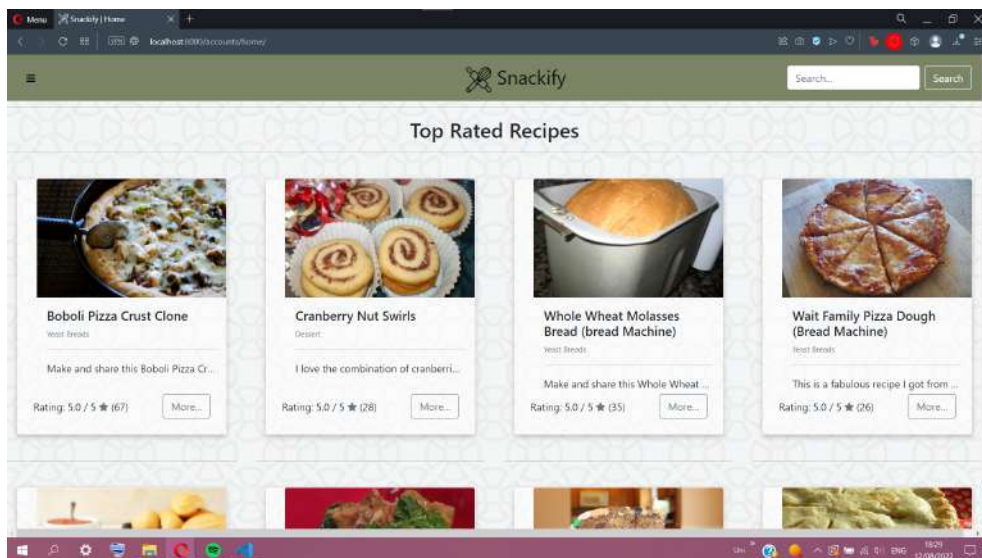 Menu
Snackify | Home
VPN
localhost:8000/accounts/home/
Snackify
Search...
Search
Top Rated Recipes
Boboli Pizza Crust Clone
Yeast Breads
Make and share this Boboli Pizza Cr...
Rating: 5.0 / 5 ★ (67)
More...
Cranberry Nut Swirls
Dessert
I love the combination of cranberri...
Rating: 5.0 / 5 ★ (28)
More...
Whole Wheat Molasses
Bread (bread Machine)
Yeast Breads
Make and share this Whole Wheat ...
Rating: 5.0 / 5 ★ (35)
More...
Wait Family Pizza Dough
(Bread Machine)
Yeast Breads
This is a fabulous recipe I got from ...
Rating: 5.0 / 5 ★ (26)
More...
ENG
18:29
12/08/2022